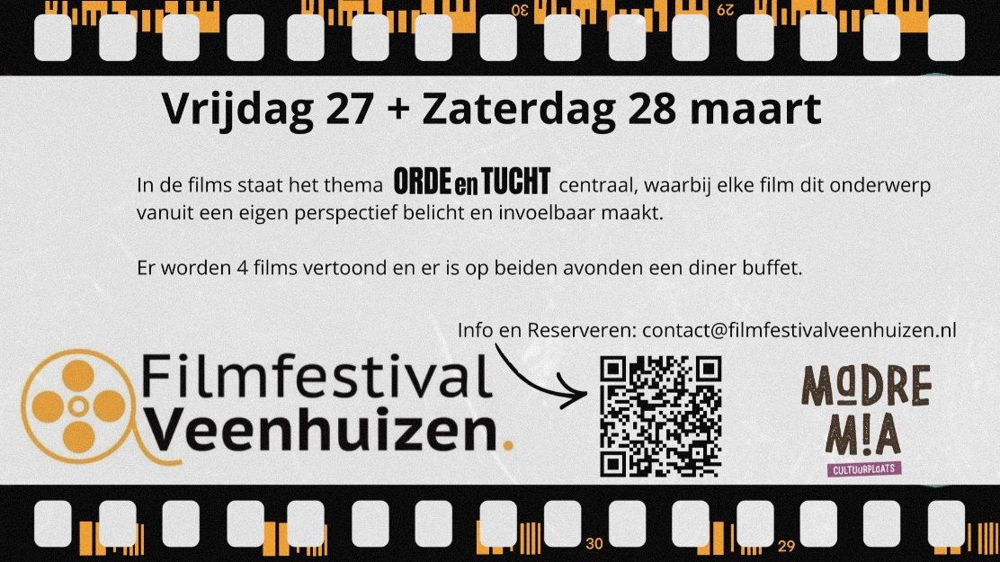 30 29
Vrijdag 27 + Zaterdag 28 maart
In de films staat het thema ORDE en TUCHT centraal, waarbij elke film dit onderwerp
vanuit een eigen perspectief belicht en invoelbaar maakt.
Er worden 4 films vertoond en er is op beiden avonden een diner buffet.
Info en Reserveren: contact@filmfestivalveenhuizen.nl
Filmfestival
Veenhuizen.
MaDRE
M!A
CULTUURPLaATS
30 29